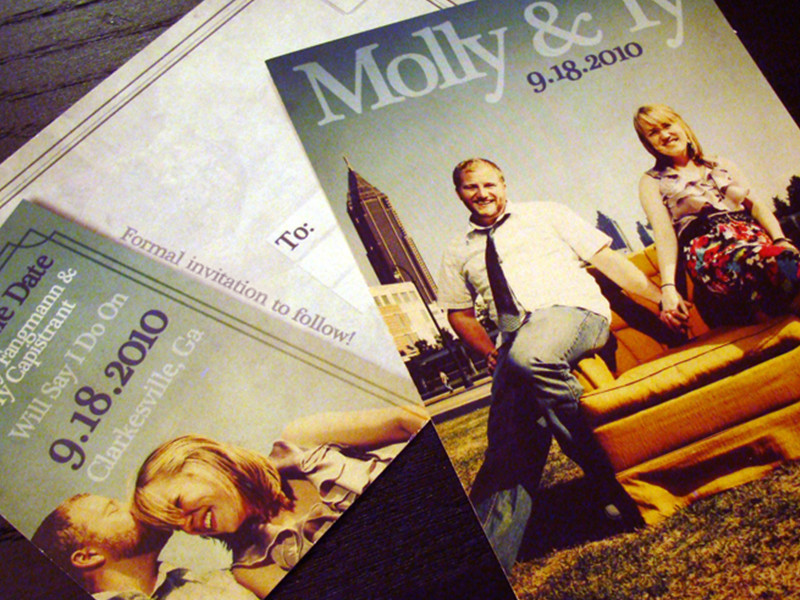 Molly & Ty
9.18.2010
To:
Formal invitation to follow!
Date
&
Capistrant
Will Say I Do On
9.18.2010
Clarkesville, Ga